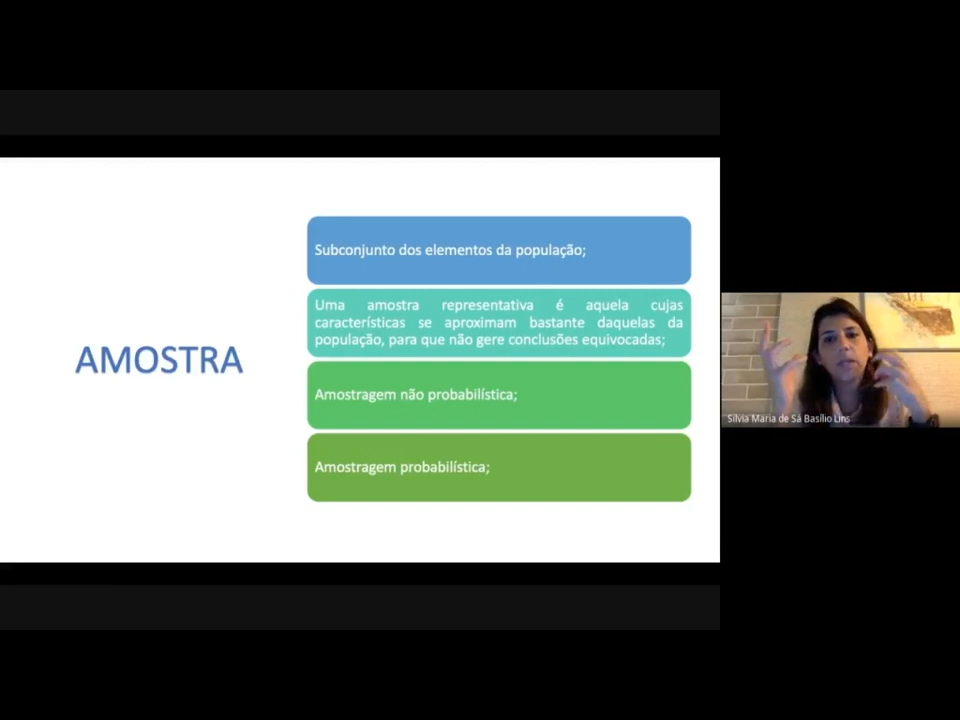 AMOSTRA
Subconjunto dos elementos da população;
Uma amostra representativa é aquela cujas
características se aproximam bastante daquelas da
população, para que não gere conclusões equivocadas;
Amostragem não probabilística;
Amostragem probabilística;
Sílvia Maria de Sá Basílio Lins